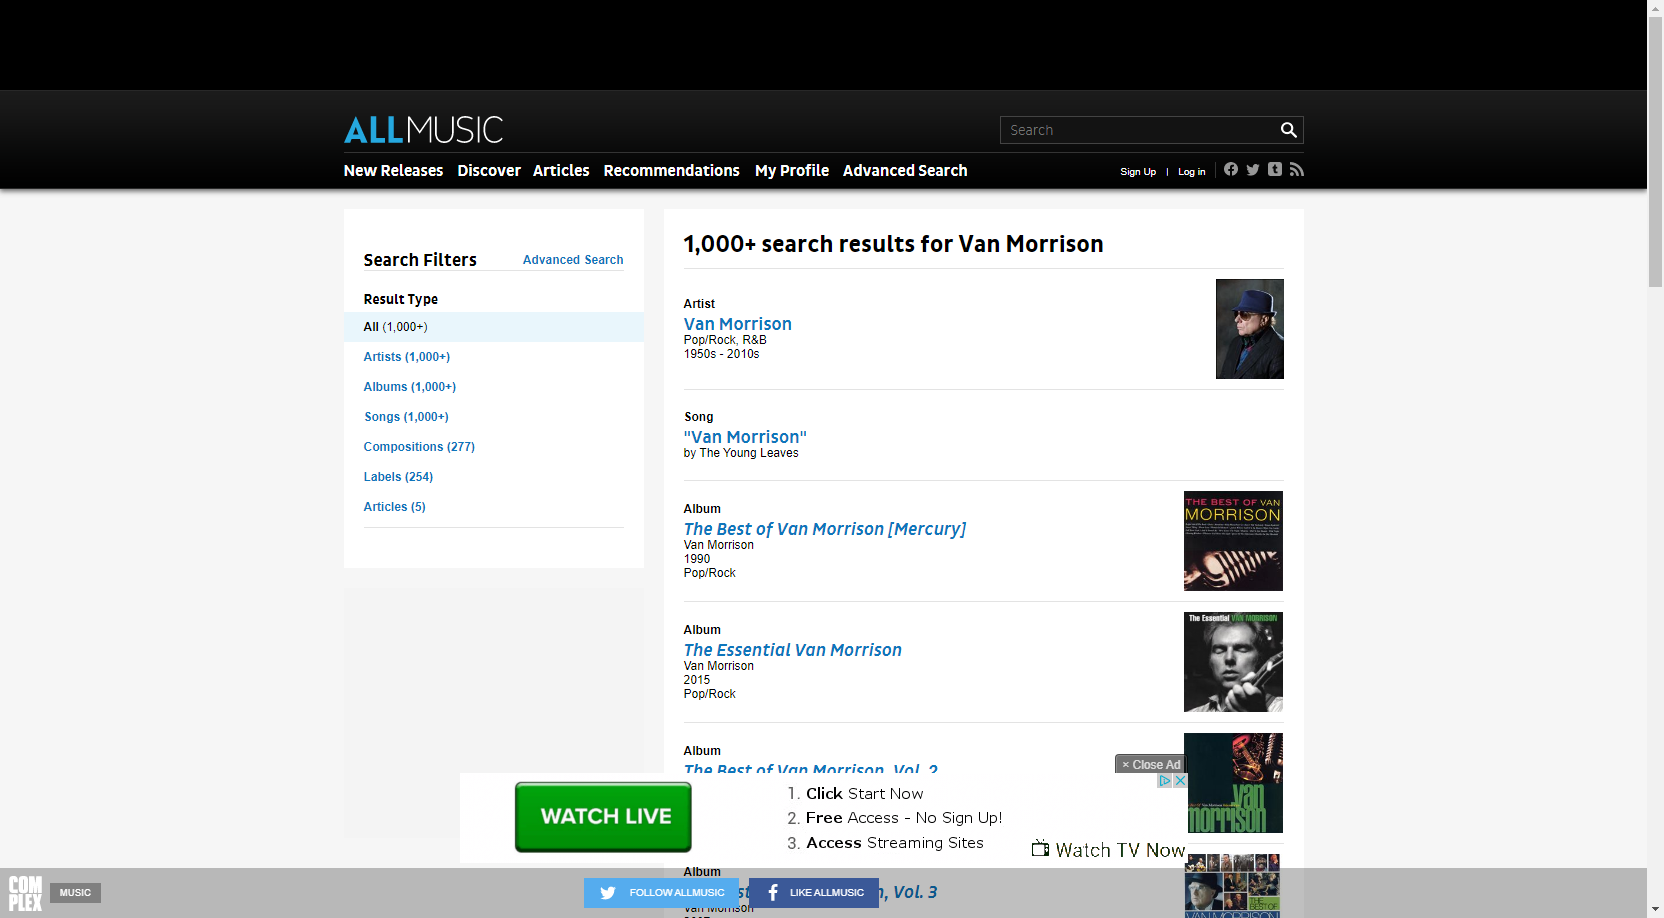 ALLMUSIC
Search
New Releases Discover Articles Recommendations My Profile Advanced Search
Sign Up | Log in
Search Filters
Advanced Search
Result Type
All (1,000+)
Artists (1,000+)
Albums (1,000+)
Songs (1,000+)
Compositions (277)
Labels (254)
Articles (5)
1,000+ search results for Van Morrison
Artist
Van Morrison
Pop/Rock, R&B
1950s - 2010s
Song
"Van Morrison"
by The Young Leaves
Album
The Best of Van Morrison [Mercury]
Van Morrison
1990
Pop/Rock
THE BEST OF VAN
MORRISON
Album
The Essential Van Morrison
Van Morrison
2015
Pop/Rock
The Essential VAN MORRISON
Album
The Best of Van Morrison, Vol. 2
van
morrison
× Close Ad
WATCH LIVE
1. Click Start Now
2. Free Access - No Sign Up!
3. Access Streaming Sites
Watch TV Now
Album
, Vol. 3
Van Morrison
THE BEST OF
VAN MORRISON
COMPLEX
MUSIC
FOLLOW ALLMUSIC
LIKE ALLMUSIC